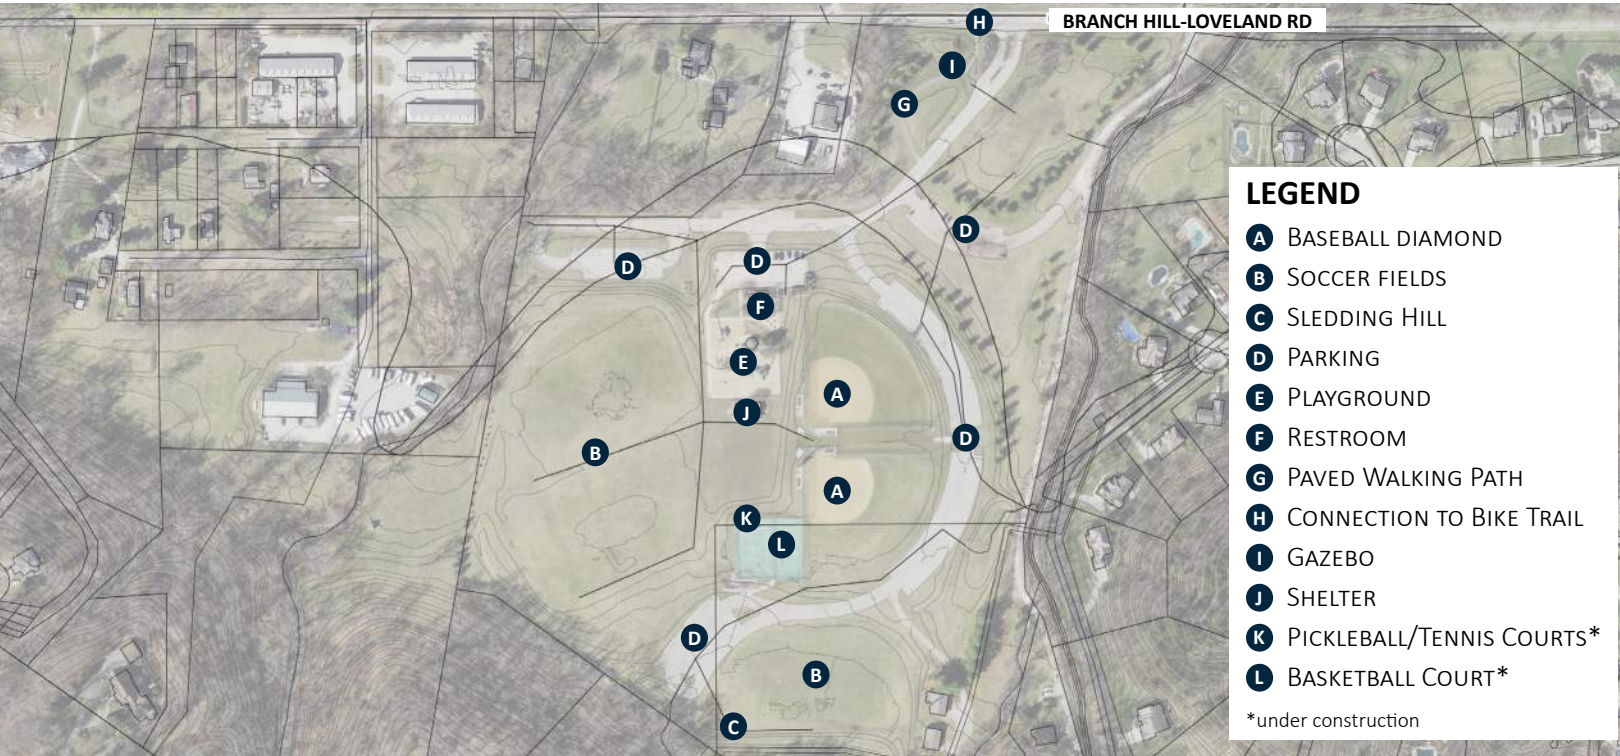 H
BRANCH HILL-LOVELAND RD
I
G
D
D
D
F
E
A
J
D
B
A
K
L
D
B
C
LEGEND
A BASEBALL DIAMOND
B SOCCER FIELDS
C SLEDDING HILL
D PARKING
E PLAYGROUND
F RESTROOM
G PAVED WALKING PATH
H CONNECTION TO BIKE TRAIL
I GAZEBO
J SHELTER
K PICKLEBALL/TENNIS COURTS*
L BASKETBALL COURT*
*under construction